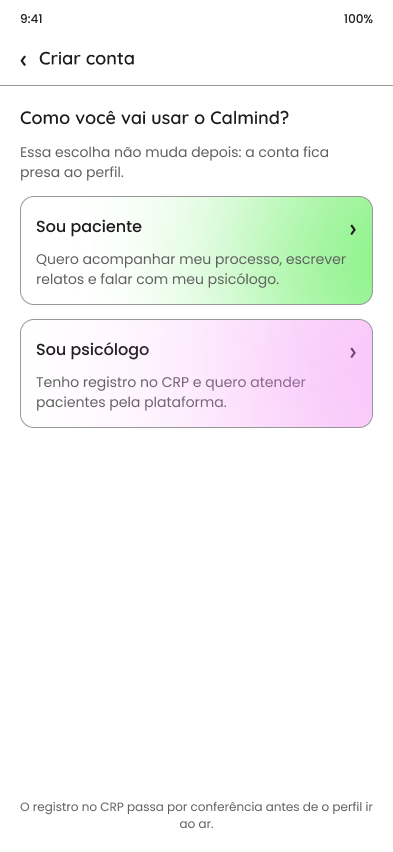 9:41
100%
‹ Criar conta
Como você vai usar o Calmind?
Essa escolha não muda depois: a conta fica
presa ao perfil.
Sou paciente ›
Quero acompanhar meu processo, escrever
relatos e falar com meu psicólogo.
Sou psicólogo ›
Tenho registro no CRP e quero atender
pacientes pela plataforma.
O registro no CRP passa por conferência antes de o perfil ir
ao ar.